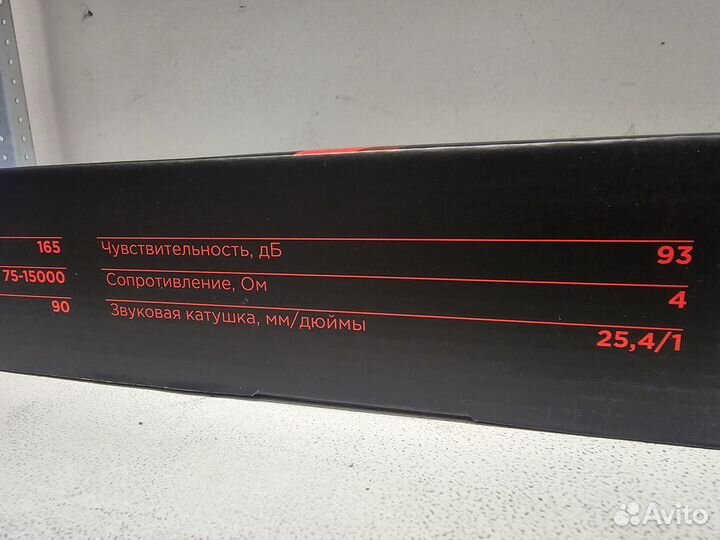 165
75-15000
90
Чувствительность, дБ 93
Сопротивление, Ом 4
Звуковая катушка, мм/дюймы 25,4/1
Avito